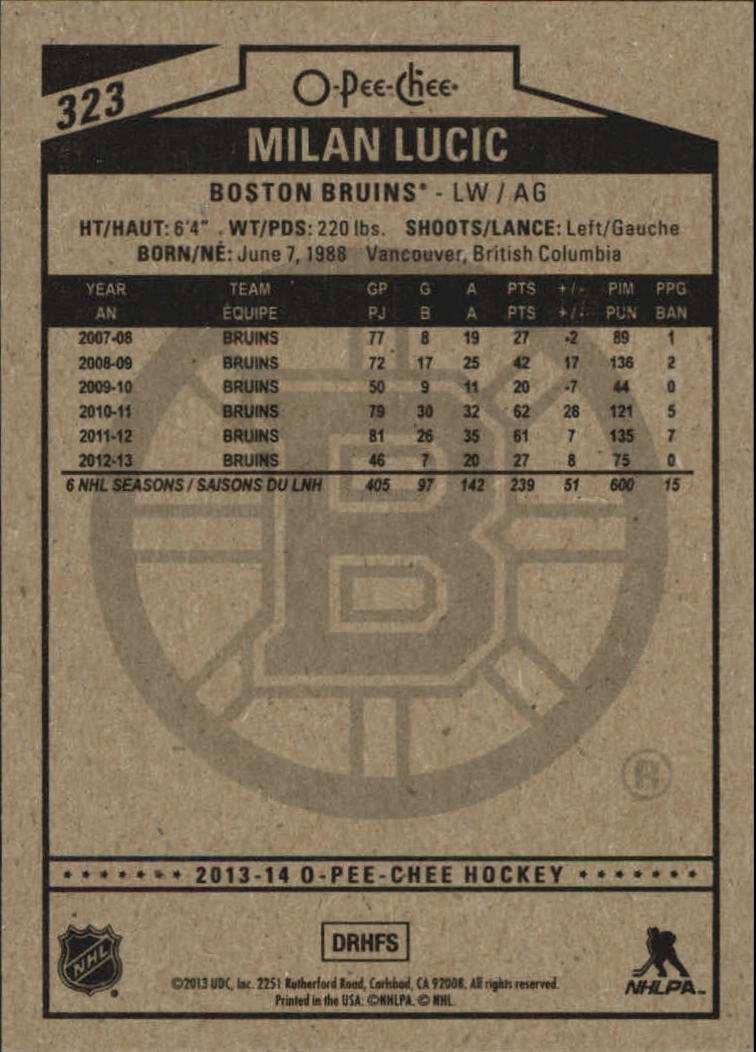 323
O-Pee-Chee
MILAN LUCIC
BOSTON BRUINS® - LW / AG
HT/HAUT: 6'4" . WT/PDS: 220 lbs. SHOOTS/LANCE: Left/Gauche
BORN/NÉ: June 7, 1988 Vancouver, British Columbia
YEAR TEAM GP G A PTS +/- PIM PPG
AN ÉQUIPE PJ B A PTS +/- PUN BAN
2007-08 BRUINS 77 8 19 27 -2 89 1
2008-09 BRUINS 72 17 25 42 17 136 2
2009-10 BRUINS 50 9 11 20 -7 44 0
2010-11 BRUINS 79 30 32 62 28 121 5
2011-12 BRUINS 81 26 35 61 7 135 7
2012-13 BRUINS 46 7 20 27 8 75 0
6 NHL SEASONS / SAISONS DU LNH 405 97 142 239 51 600 15
B
®
* * * * * * * 2013-14 O-PEE-CHEE HOCKEY * * * * * * *
NHL
DRHFS
NHLPA
©2013 UDC, Inc. 2251 Rutherford Road, Carlsbad, CA 92008. All rights reserved.
Printed in the USA. ©NHLPA. © NHL.